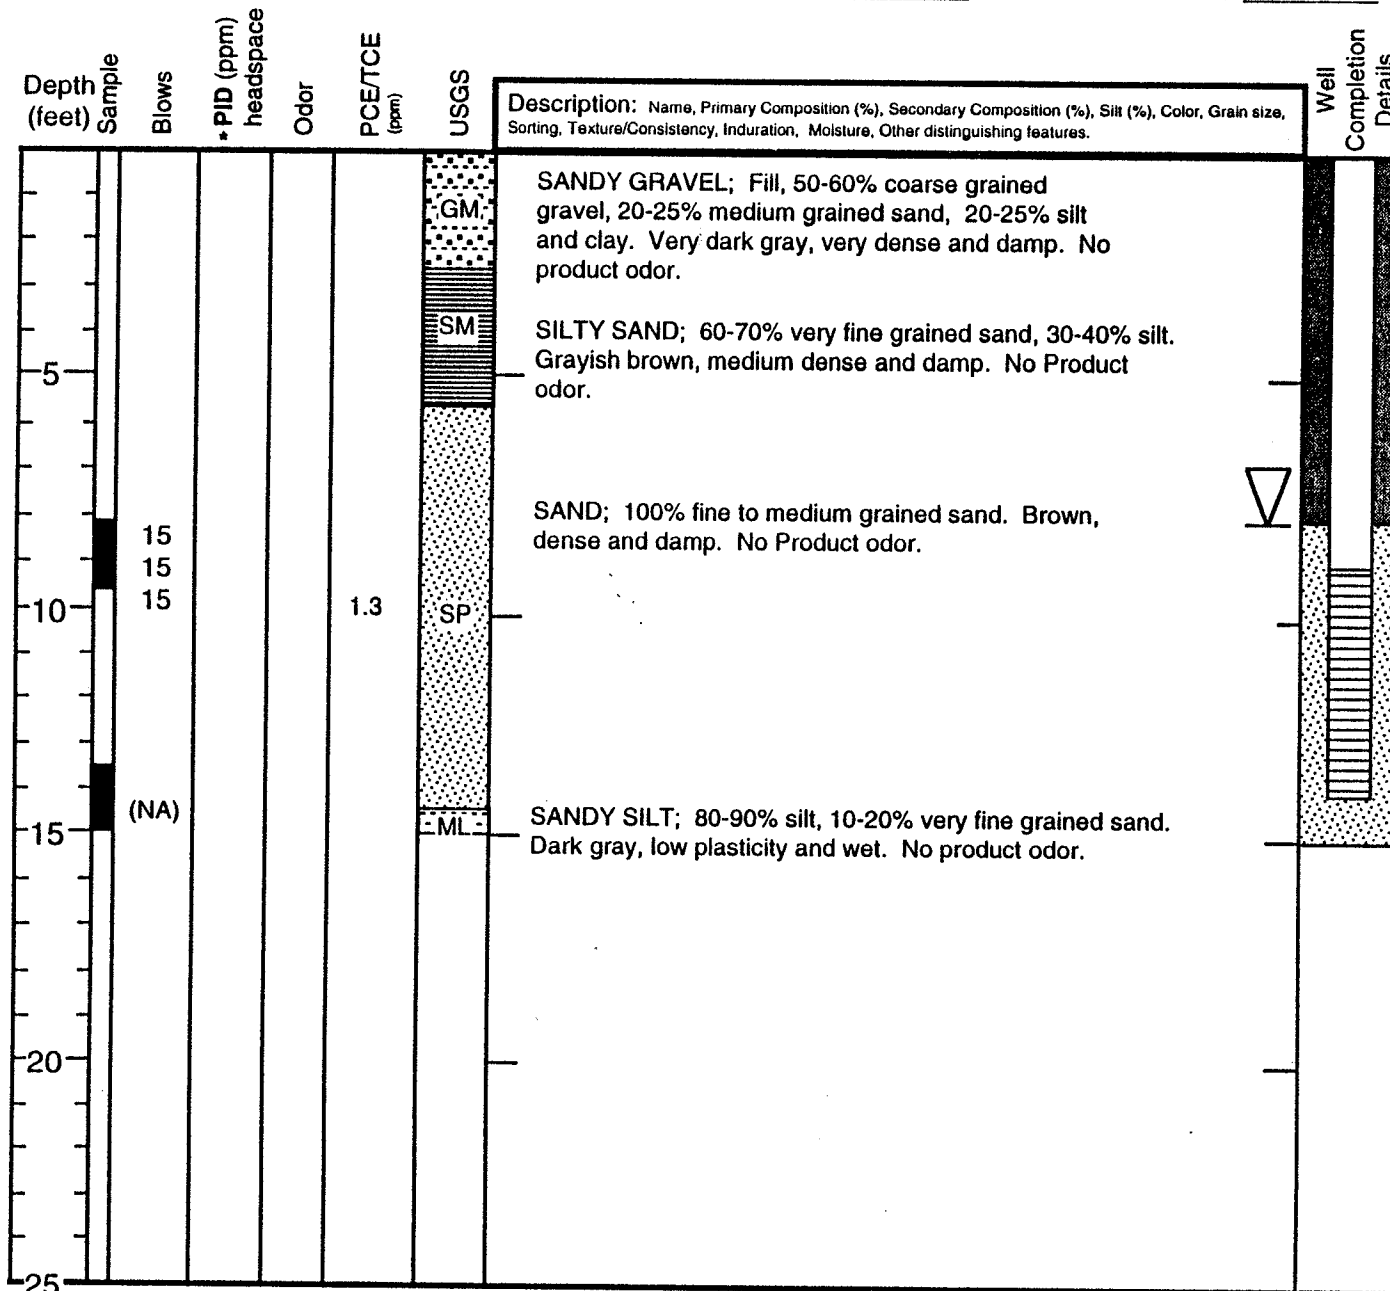 Depth
(feet)
Sample
Blows
* PID (ppm)
headspace
Odor
PCE/TCE
(ppm)
USGS
Description: Name, Primary Composition (%), Secondary Composition (%), Silt (%), Color, Grain size,
Sorting, Texture/Consistency, Induration, Moisture, Other distinguishing features.
Well
Completion
Details
GM
SANDY GRAVEL; Fill, 50-60% coarse grained
gravel, 20-25% medium grained sand, 20-25% silt
and clay. Very dark gray, very dense and damp. No
product odor.
SM
SILTY SAND; 60-70% very fine grained sand, 30-40% silt.
Grayish brown, medium dense and damp. No Product
odor.
5
SAND; 100% fine to medium grained sand. Brown,
dense and damp. No Product odor.
15
15
15
10
1.3
SP
(NA)
15
ML
SANDY SILT; 80-90% silt, 10-20% very fine grained sand.
Dark gray, low plasticity and wet. No product odor.
20
25